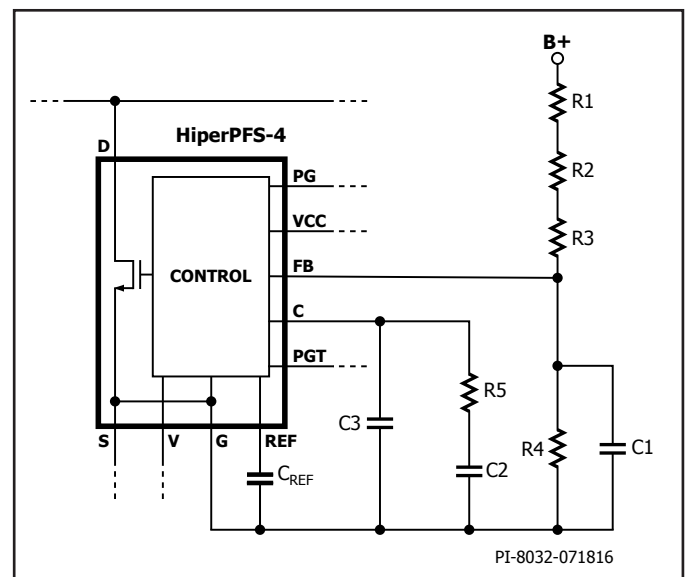 B+
R1
HiperPFS-4
D
PG
R2
VCC
R3
CONTROL
FB
C
PGT
R5
C3
R4
C1
S
V
G
REF
C2
CREF
PI-8032-071816